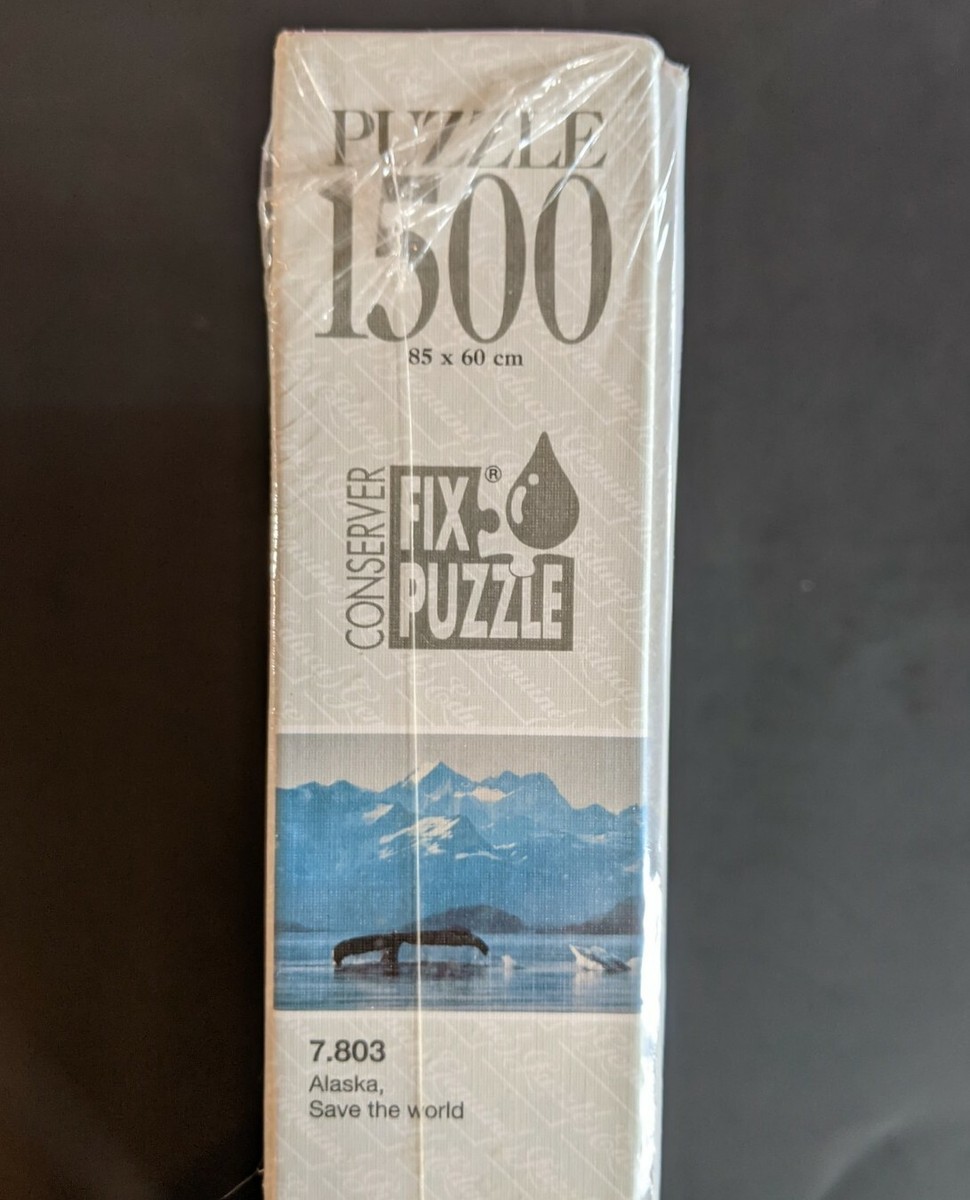 PUZZLE
1500
85 x 60 cm
CONSERVER
FIX ®
PUZZLE
7.803
Alaska,
Save the world